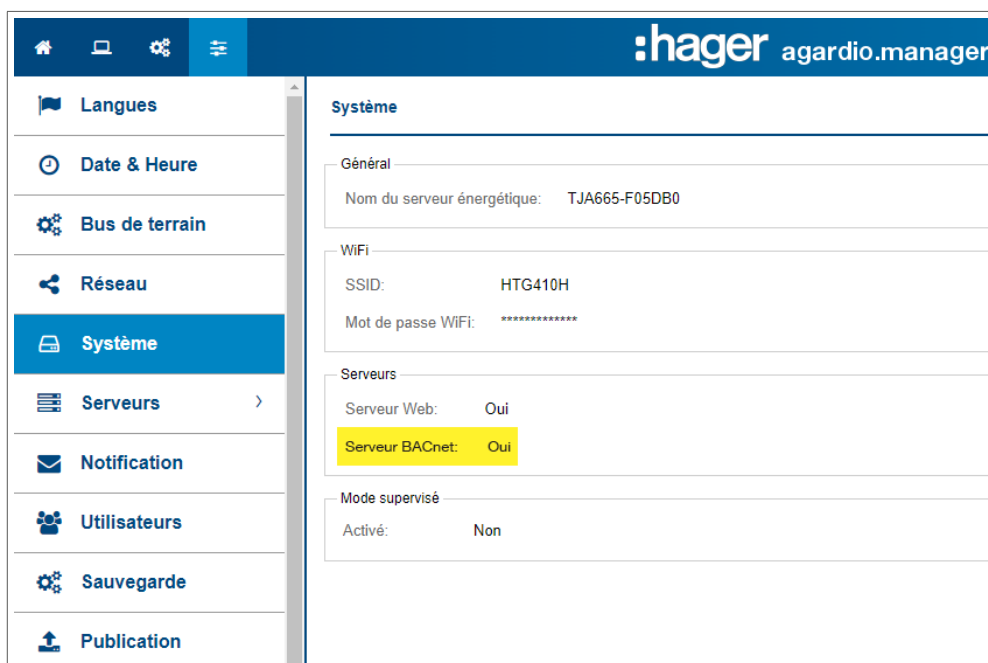 :hager agardio.manager
Langues
Date & Heure
Bus de terrain
Réseau
Système
Serveurs
Notification
Utilisateurs
Sauvegarde
Publication
Système
Général
Nom du serveur énergétique: TJA665-F05DB0
WiFi
SSID: HTG410H
Mot de passe WiFi: *************
Serveurs
Serveur Web: Oui
Serveur BACnet: Oui
Mode supervisé
Activé: Non